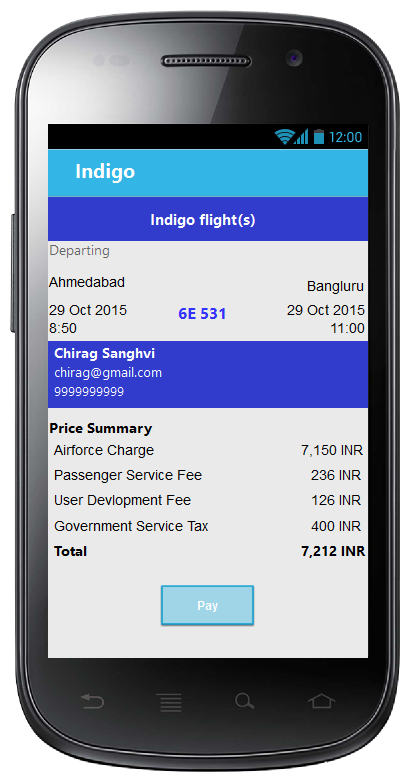 12:00
Indigo
Indigo flight(s)
Departing
Ahmedabad Bangluru
29 Oct 2015 6E 531 29 Oct 2015
8:50 11:00
Chirag Sanghvi
chirag@gmail.com
9999999999
Price Summary
Airforce Charge 7,150 INR
Passenger Service Fee 236 INR
User Devlopment Fee 126 INR
Government Service Tax 400 INR
Total 7,212 INR
Pay